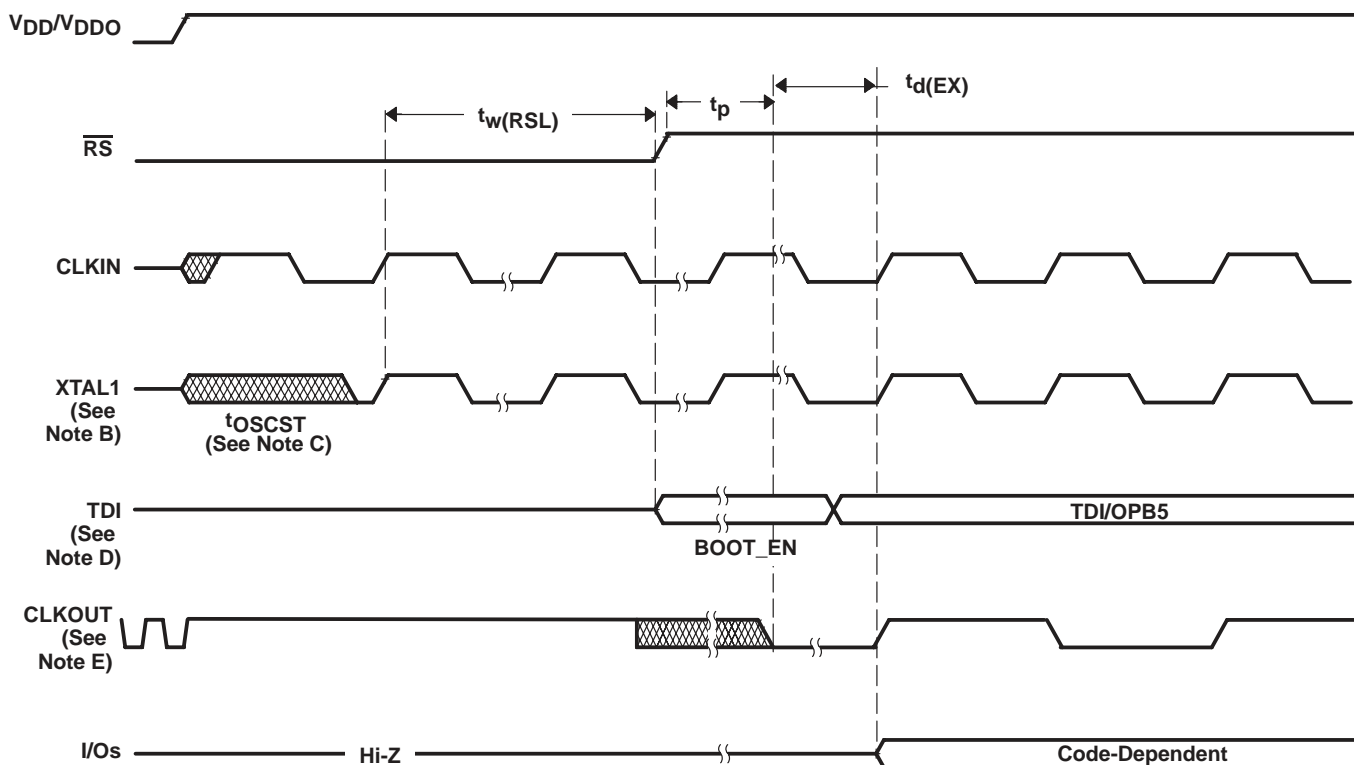 VDD/VDDO
td(EX)
tp
tw(RSL)
RS
CLKIN
XTAL1
(See
Note B)
tOSCST
(See Note C)
TDI
(See
Note D)
TDI/OPB5
BOOT_EN
CLKOUT
(See
Note E)
I/Os
Hi-Z
Code-Dependent